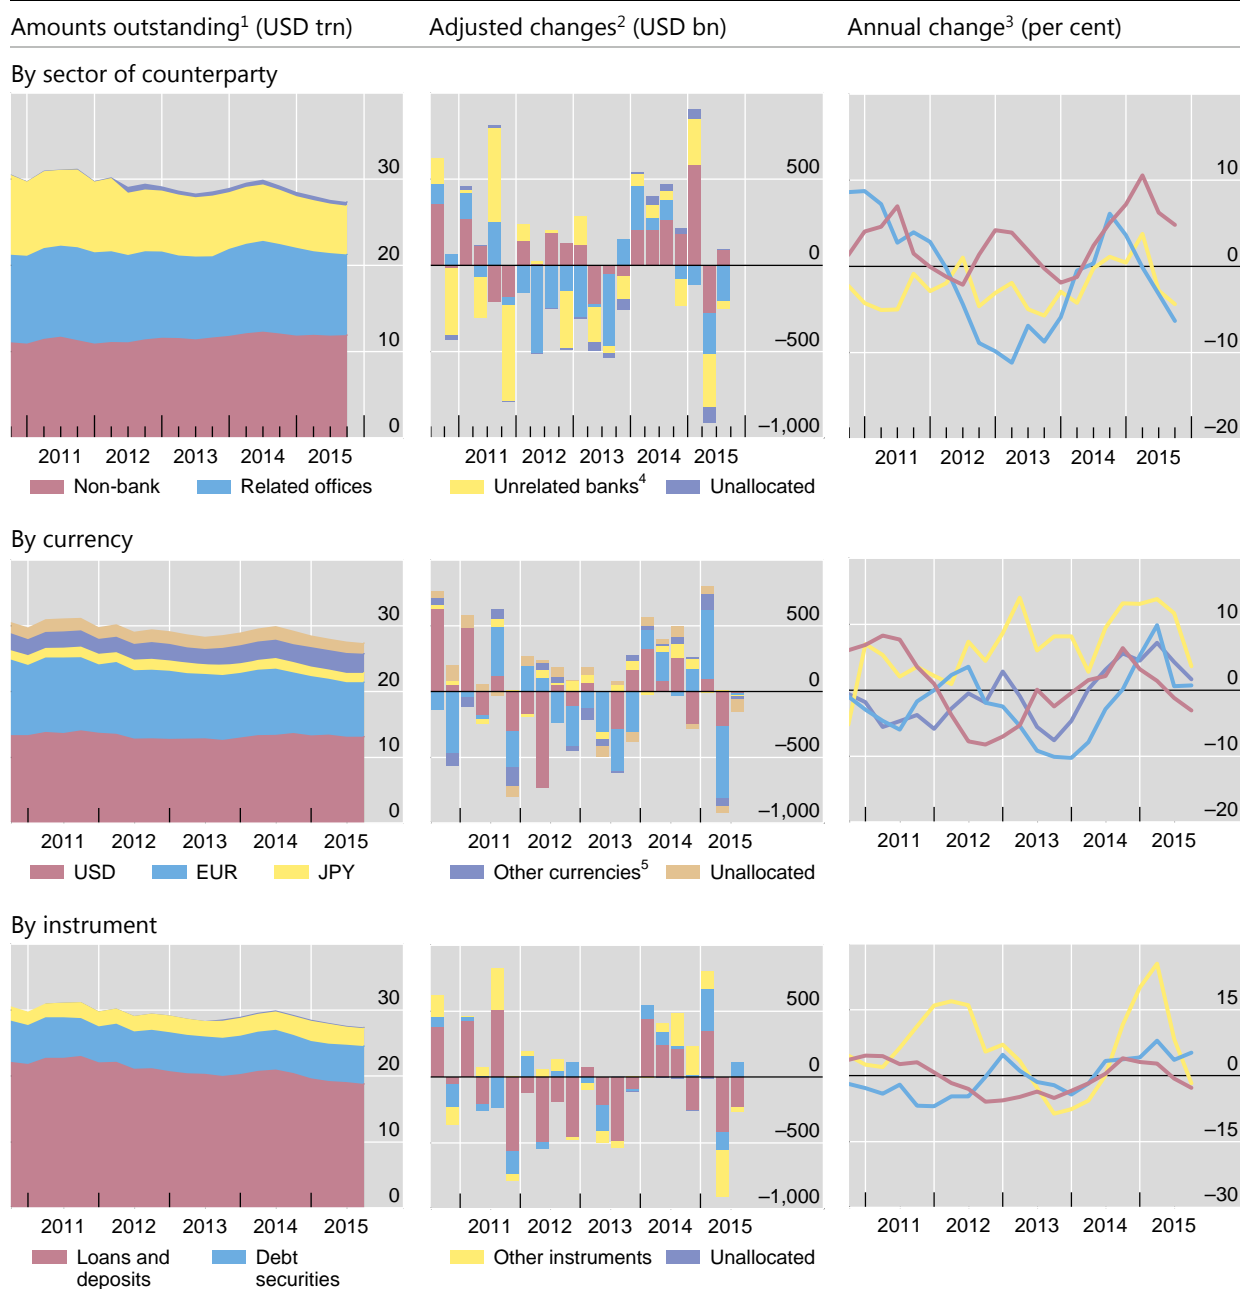 Amounts outstanding¹ (USD trn) Adjusted changes² (USD bn) Annual change³ (per cent)
By sector of counterparty
30 500 10
20 0 0
10 –500 –10
0 –1,000 –20
2011 2012 2013 2014 2015 2011 2012 2013 2014 2015 2011 2012 2013 2014 2015
Non-bank Related offices Unrelated banks⁴ Unallocated
By currency
30 500 10
20 0 0
10 –500 –10
0 –1,000 –20
2011 2012 2013 2014 2015 2011 2012 2013 2014 2015 2011 2012 2013 2014 2015
USD EUR JPY Other currencies⁵ Unallocated
By instrument
30 500 15
20 0 0
10 –500 –15
0 –1,000 –30
2011 2012 2013 2014 2015 2011 2012 2013 2014 2015 2011 2012 2013 2014 2015
Loans and deposits Debt securities Other instruments Unallocated